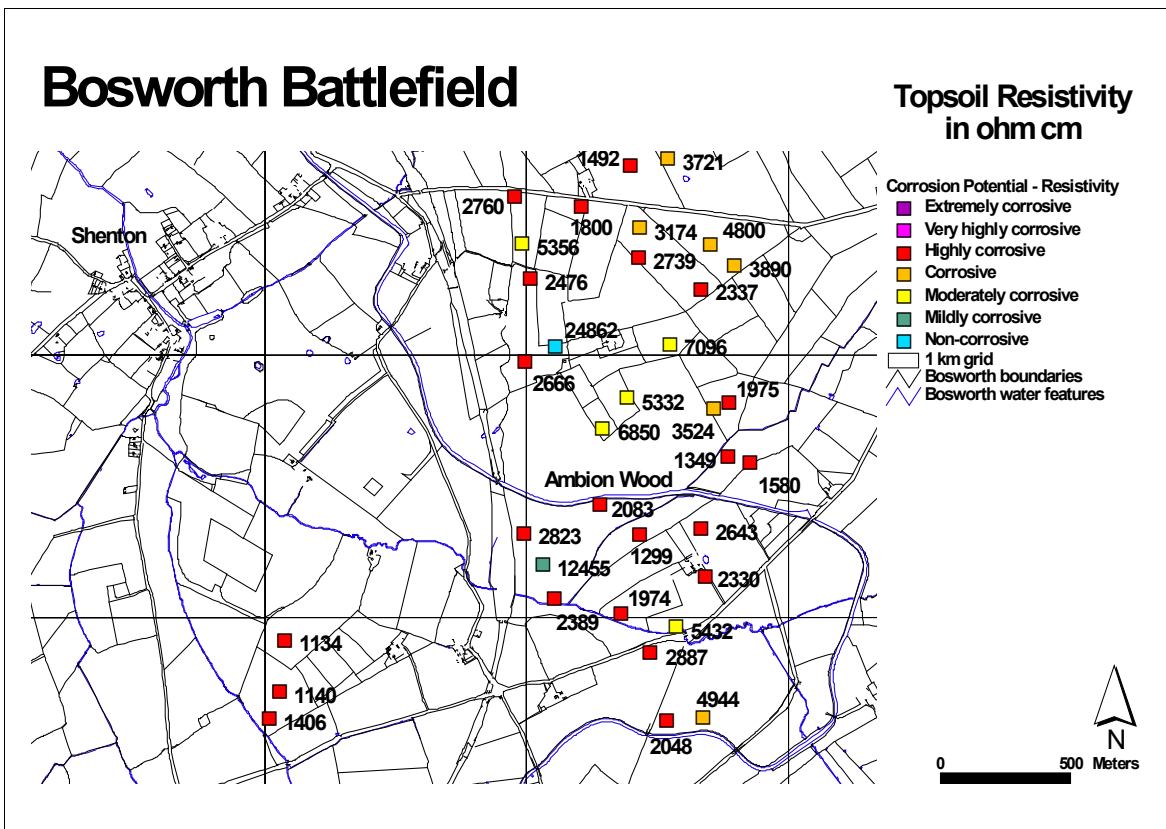 Bosworth Battlefield
Topsoil Resistivity
in ohm cm
Corrosion Potential - Resistivity
Extremely corrosive
Very highly corrosive
Highly corrosive
Corrosive
Moderately corrosive
Mildly corrosive
Non-corrosive
1 km grid
Bosworth boundaries
Bosworth water features
1492
3721
2760
1800
3174
4800
Shenton
5356
2739
3890
2476
2337
24862
7096
2666
5332
1975
6850
3524
1349
Ambion Wood
1580
2083
2823
1299
2643
12455
2330
2389
1974
5432
1134
2887
1140
4944
1406
2048
N
0
500
Meters